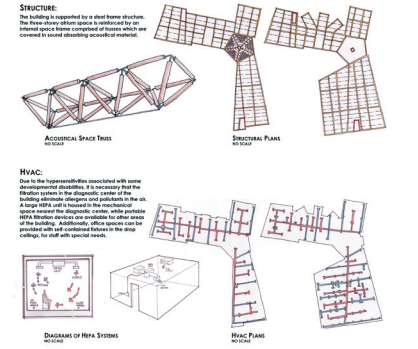 STRUCTURE:
The building is supported by a steel frame structure.
The three-storey atrium space is reinforced by an
internal space frame comprised of trusses which are
covered in sound absorbing acoustical material.
ACOUSTICAL SPACE TRUSS
NO SCALE
STRUCTURAL PLANS
NO SCALE
HVAC:
Due to the hypersensitivities associated with some
developmental disabilities, it is necessary that the
filtration system in the diagnostic center of the
building eliminate allergens and pollutants in the air.
A large HEPA unit is housed in the mechanical
space nearest the diagnostic center, while portable
HEPA filtration devices are available for other areas
of the building. Additionally, office spaces can be
provided with self-contained fixtures in the drop
ceilings, for staff with special needs.
DIAGRAMS OF HEPA SYSTEMS
NO SCALE
HVAC PLANS
NO SCALE